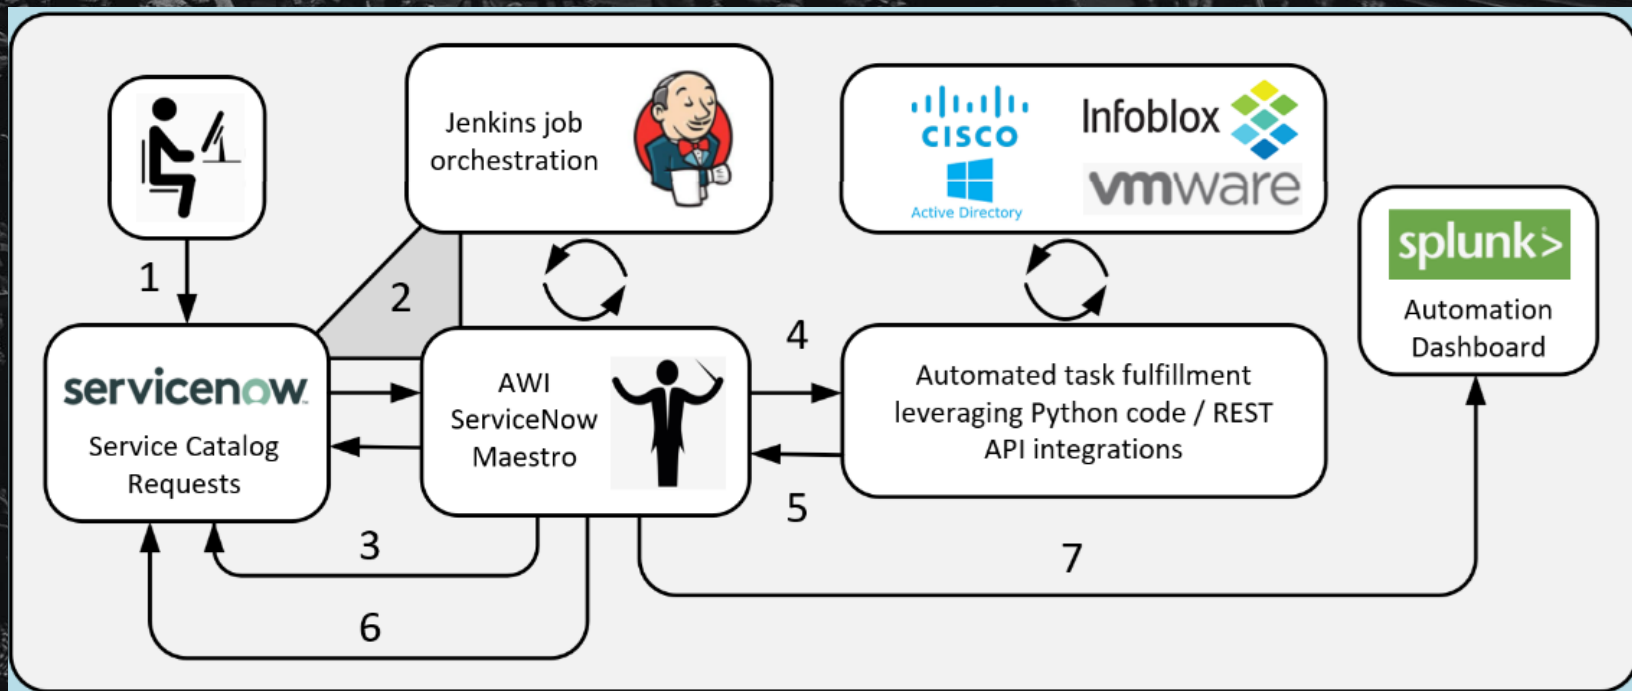 Jenkins job
orchestration
CISCO
Infoblox
Active Directory
vmware
splunk>
Automation
Dashboard
1
2
servicenow
Service Catalog
Requests
AWI
ServiceNow
Maestro
4
5
Automated task fulfillment
leveraging Python code / REST
API integrations
3
6
7